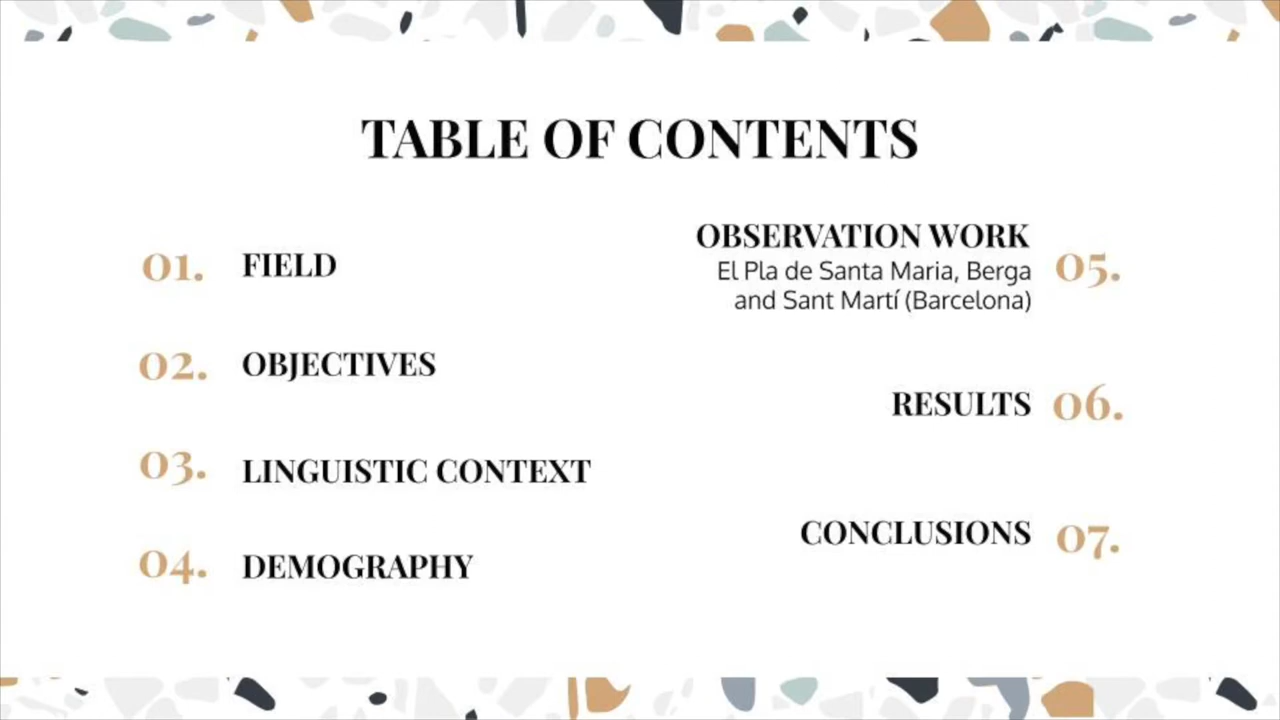 TABLE OF CONTENTS
01. FIELD
02. OBJECTIVES
03. LINGUISTIC CONTEXT
04. DEMOGRAPHY
OBSERVATION WORK
El Pla de Santa Maria, Berga
and Sant Martí (Barcelona)
05.
RESULTS 06.
CONCLUSIONS 07.